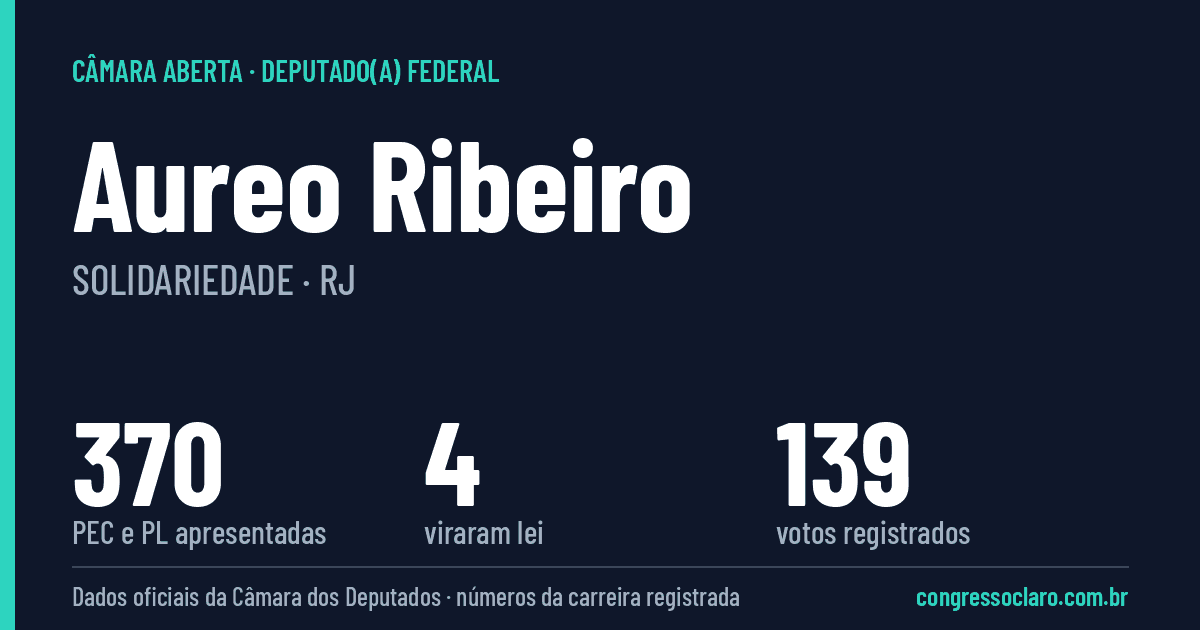 CÂMARA ABERTA · DEPUTADO(A) FEDERAL
Aureo Ribeiro
SOLIDARIEDADE · RJ
370 4 139
PEC e PL apresentadas viraram lei votos registrados
Dados oficiais da Câmara dos Deputados · números da carreira registrada congressoclaro.com.br